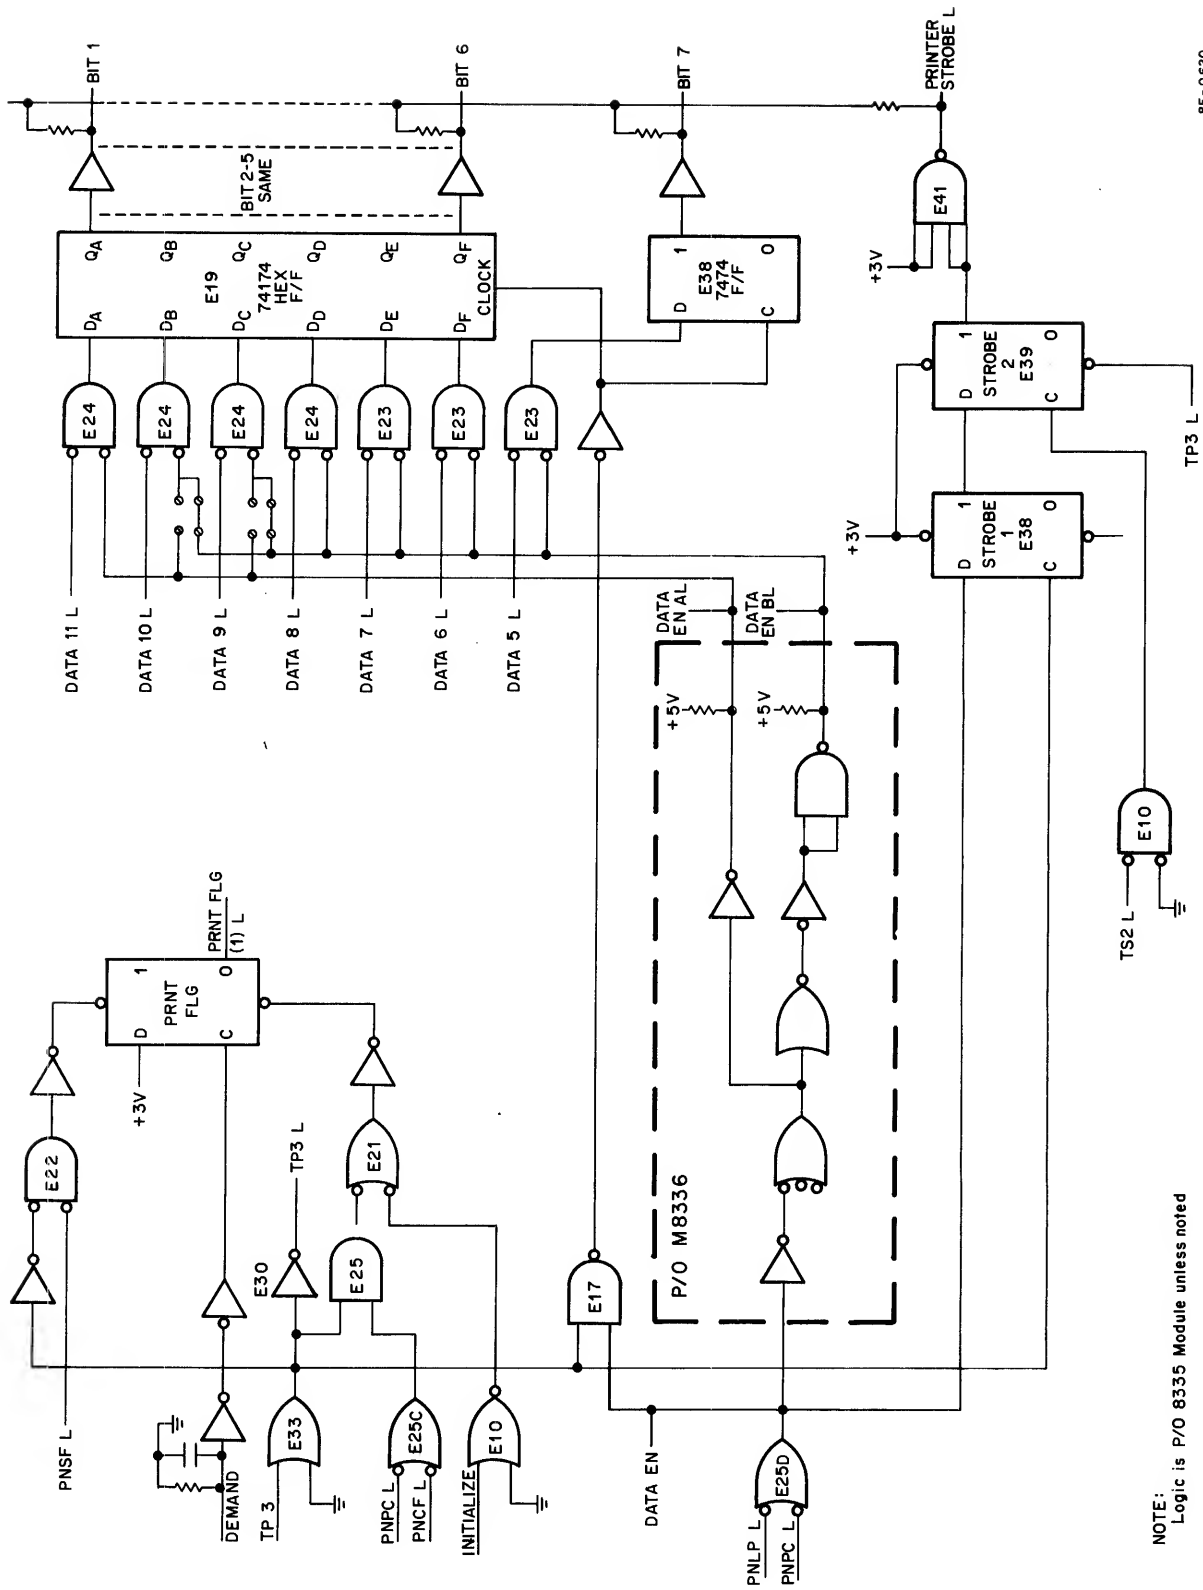 BIT 1
BIT 2-5
SAME
BIT 6
BIT 7
PRINTER
STROBE L
QA
QB
QC
QD
QE
QF
E19
74174
HEX
F/F
CLOCK
DA
DB
DC
DD
DE
DF
1
0
E38
7474
F/F
D
C
+3V
E41
E24
E24
E24
E24
E23
E23
E23
1
0
STROBE
2
E39
D
C
TP3 L
+3V
1
0
STROBE
1
E38
D
C
DATA 11 L
DATA 10 L
DATA 9 L
DATA 8 L
DATA 7 L
DATA 6 L
DATA 5 L
DATA
EN AL
DATA
EN BL
+5V
+5V
P/O M8336
E10
TS2 L
PRNT FLG
(1) L
1
0
PRNT
FLG
D
C
+3V
E22
PNSF L
TP3 L
E30
E21
E25
E17
DEMAND
E33
TP 3
E25C
PNPC L
PNCF L
E10
INITIALIZE
DATA EN
E25D
PNLP L
PNPC L
NOTE:
Logic is P/O 8335 Module unless noted